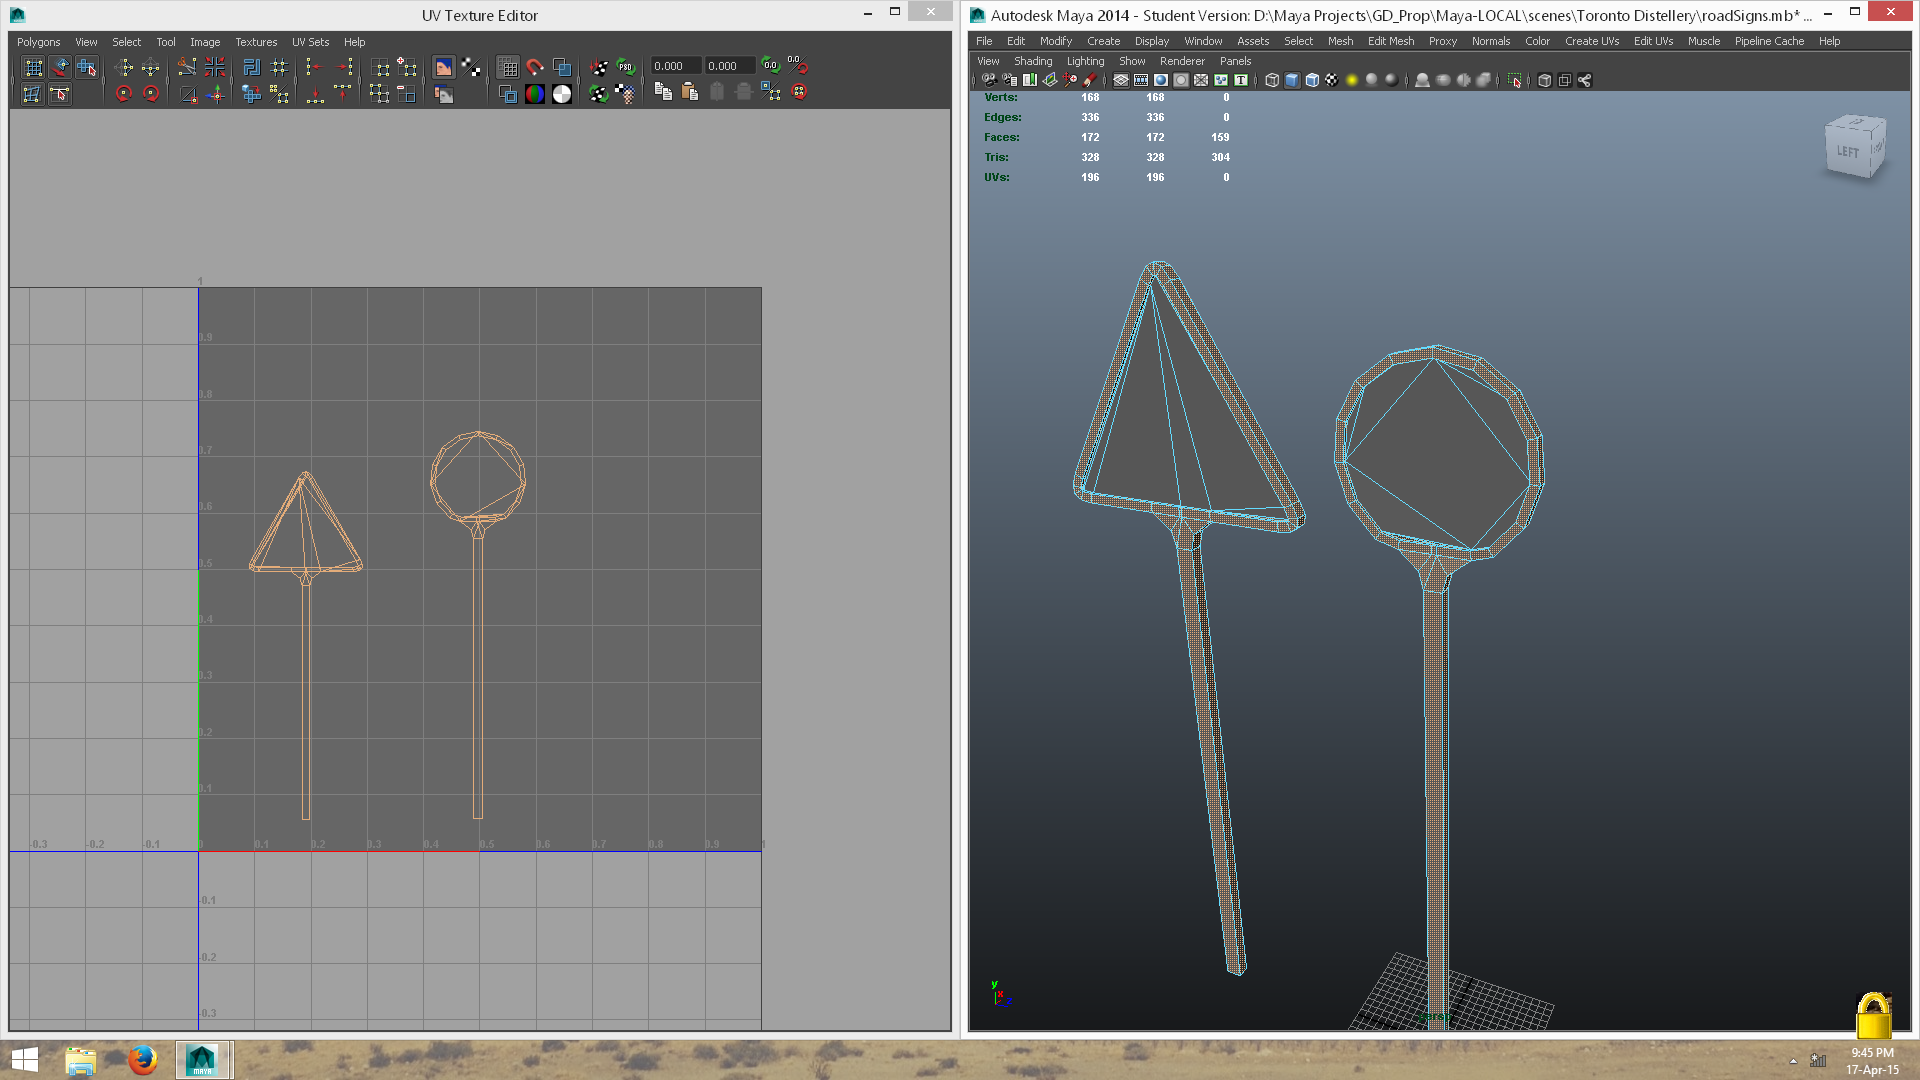 UV Texture Editor
Polygons View Select Tool Image Textures UV Sets Help
0.000 0.000
1
0.9
0.8
0.7
0.6
0.5
0.4
0.3
0.2
0.1
-0.3 -0.2 -0.1 0 0.1 0.2 0.3 0.4 0.5 0.6 0.7 0.8 0.9 1
-0.1
-0.2
-0.3
Autodesk Maya 2014 - Student Version: D:\Maya Projects\GD_Prop\Maya-LOCAL\scenes\Toronto Distellery\roadSigns.mb* ...
File Edit Modify Create Display Window Assets Select Mesh Edit Mesh Proxy Normals Color Create UVs Edit UVs Muscle Pipeline Cache Help
View Shading Lighting Show Renderer Panels
Verts: 168 168 0
Edges: 336 336 0
Faces: 172 172 159
Tris: 328 328 304
UVs: 196 196 0
LEFT
y
x
z
persp
MAYA
9:45 PM
17-Apr-15